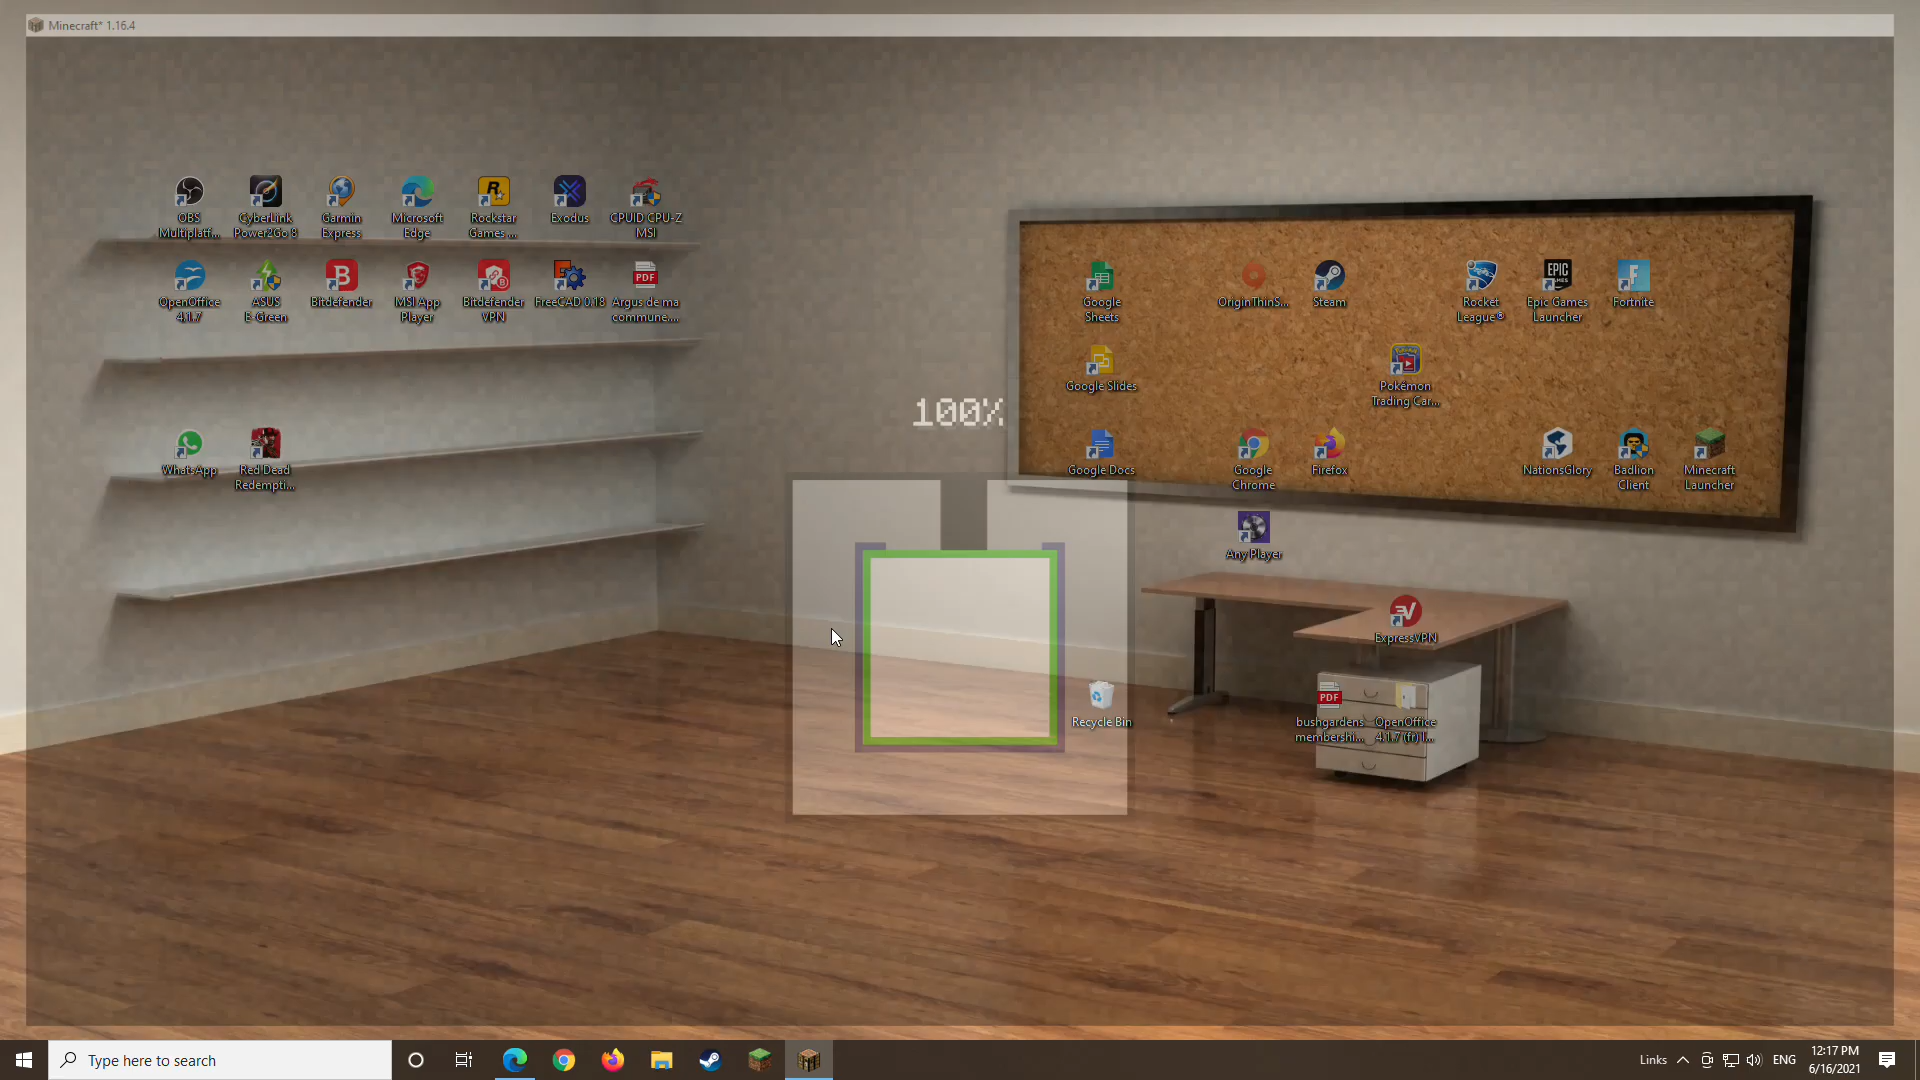 Minecraft* 1.16.4
OBS
Multiplatf...
CyberLink
Power2Go 8
Garmin
Express
Microsoft
Edge
Rockstar
Games ...
Exodus
CPUID CPU-Z
MSI
OpenOffice
4.1.7
ASUS
E-Green
Bitdefender
MSI App
Player
Bitdefender
VPN
FreeCAD 0.18
PDF
Argus de ma
commune....
WhatsApp
Red Dead
Redempti...
100%
Google
Sheets
OriginThinS...
Steam
Rocket
League®
EPIC
GAMES
Epic Games
Launcher
Fortnite
Google Slides
Pokémon
Trading Car...
Google Docs
Google
Chrome
Firefox
NationsGlory
Badlion
Client
Minecraft
Launcher
Any Player
ExpressVPN
Recycle Bin
PDF
bushgardens
membershi...
OpenOffice
4.1.7 (fr) I...
Type here to search
Links
ENG
12:17 PM
6/16/2021